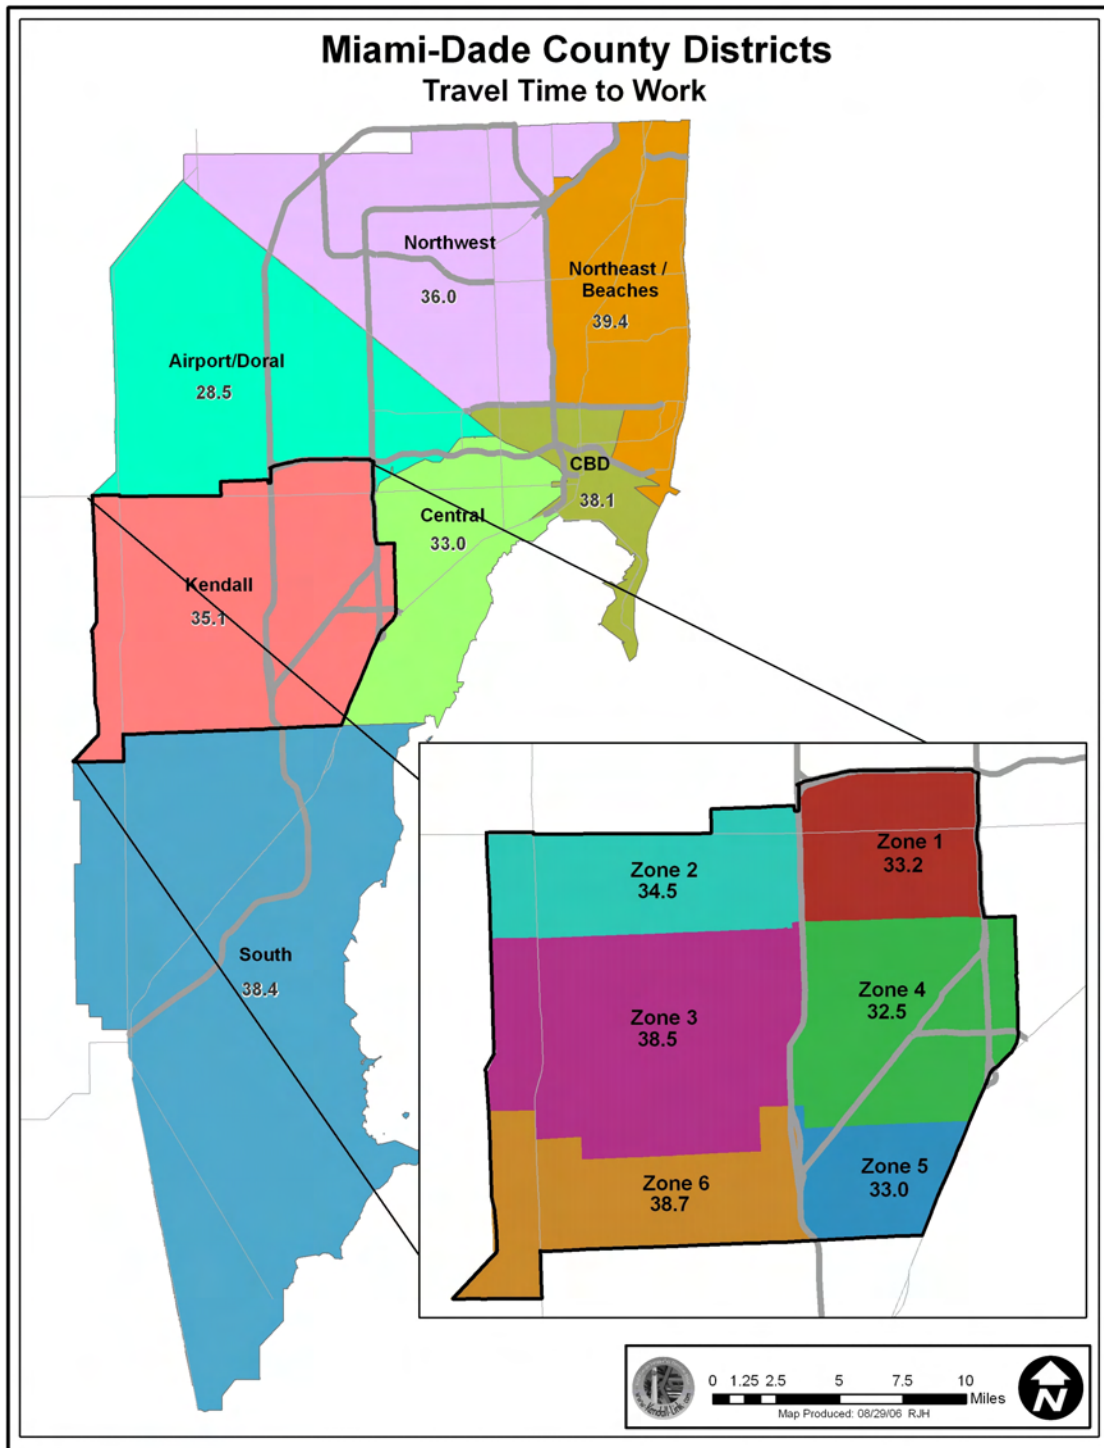 Miami-Dade County Districts
Travel Time to Work
Northwest
36.0
Northeast /
Beaches
39.4
Airport/Doral
28.5
CBD
38.1
Central
33.0
Kendall
35.1
South
38.4
Zone 1
33.2
Zone 2
34.5
Zone 3
38.5
Zone 4
32.5
Zone 5
33.0
Zone 6
38.7
0 1.25 2.5 5 7.5 10
Miles
Map Produced: 08/29/06 RJH
N